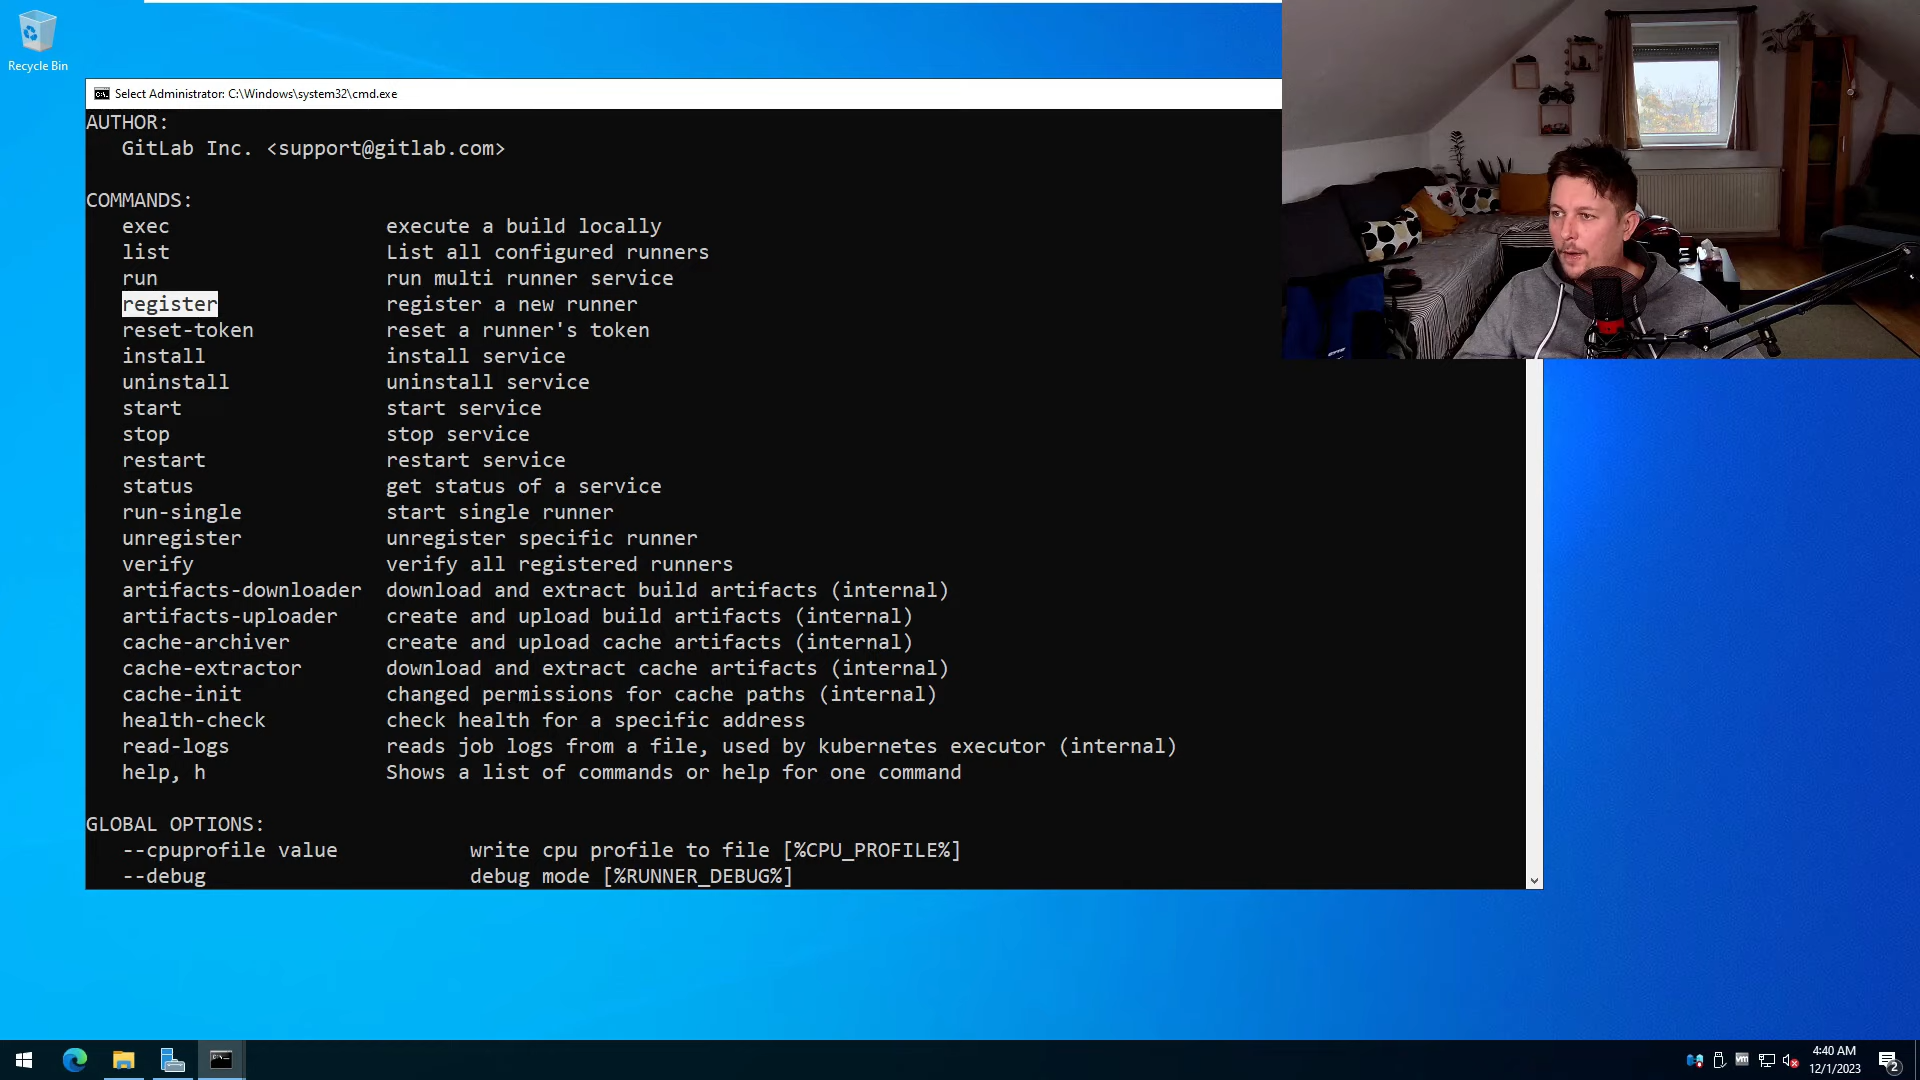 Recycle Bin
Select Administrator: C:\Windows\system32\cmd.exe
AUTHOR:
GitLab Inc. <support@gitlab.com>
COMMANDS:
exec execute a build locally
list List all configured runners
run run multi runner service
register register a new runner
reset-token reset a runner's token
install install service
uninstall uninstall service
start start service
stop stop service
restart restart service
status get status of a service
run-single start single runner
unregister unregister specific runner
verify verify all registered runners
artifacts-downloader download and extract build artifacts (internal)
artifacts-uploader create and upload build artifacts (internal)
cache-archiver create and upload cache artifacts (internal)
cache-extractor download and extract cache artifacts (internal)
cache-init changed permissions for cache paths (internal)
health-check check health for a specific address
read-logs reads job logs from a file, used by kubernetes executor (internal)
help, h Shows a list of commands or help for one command
GLOBAL OPTIONS:
--cpuprofile value write cpu profile to file [%CPU_PROFILE%]
--debug debug mode [%RUNNER_DEBUG%]
4:40 AM
12/1/2023
2